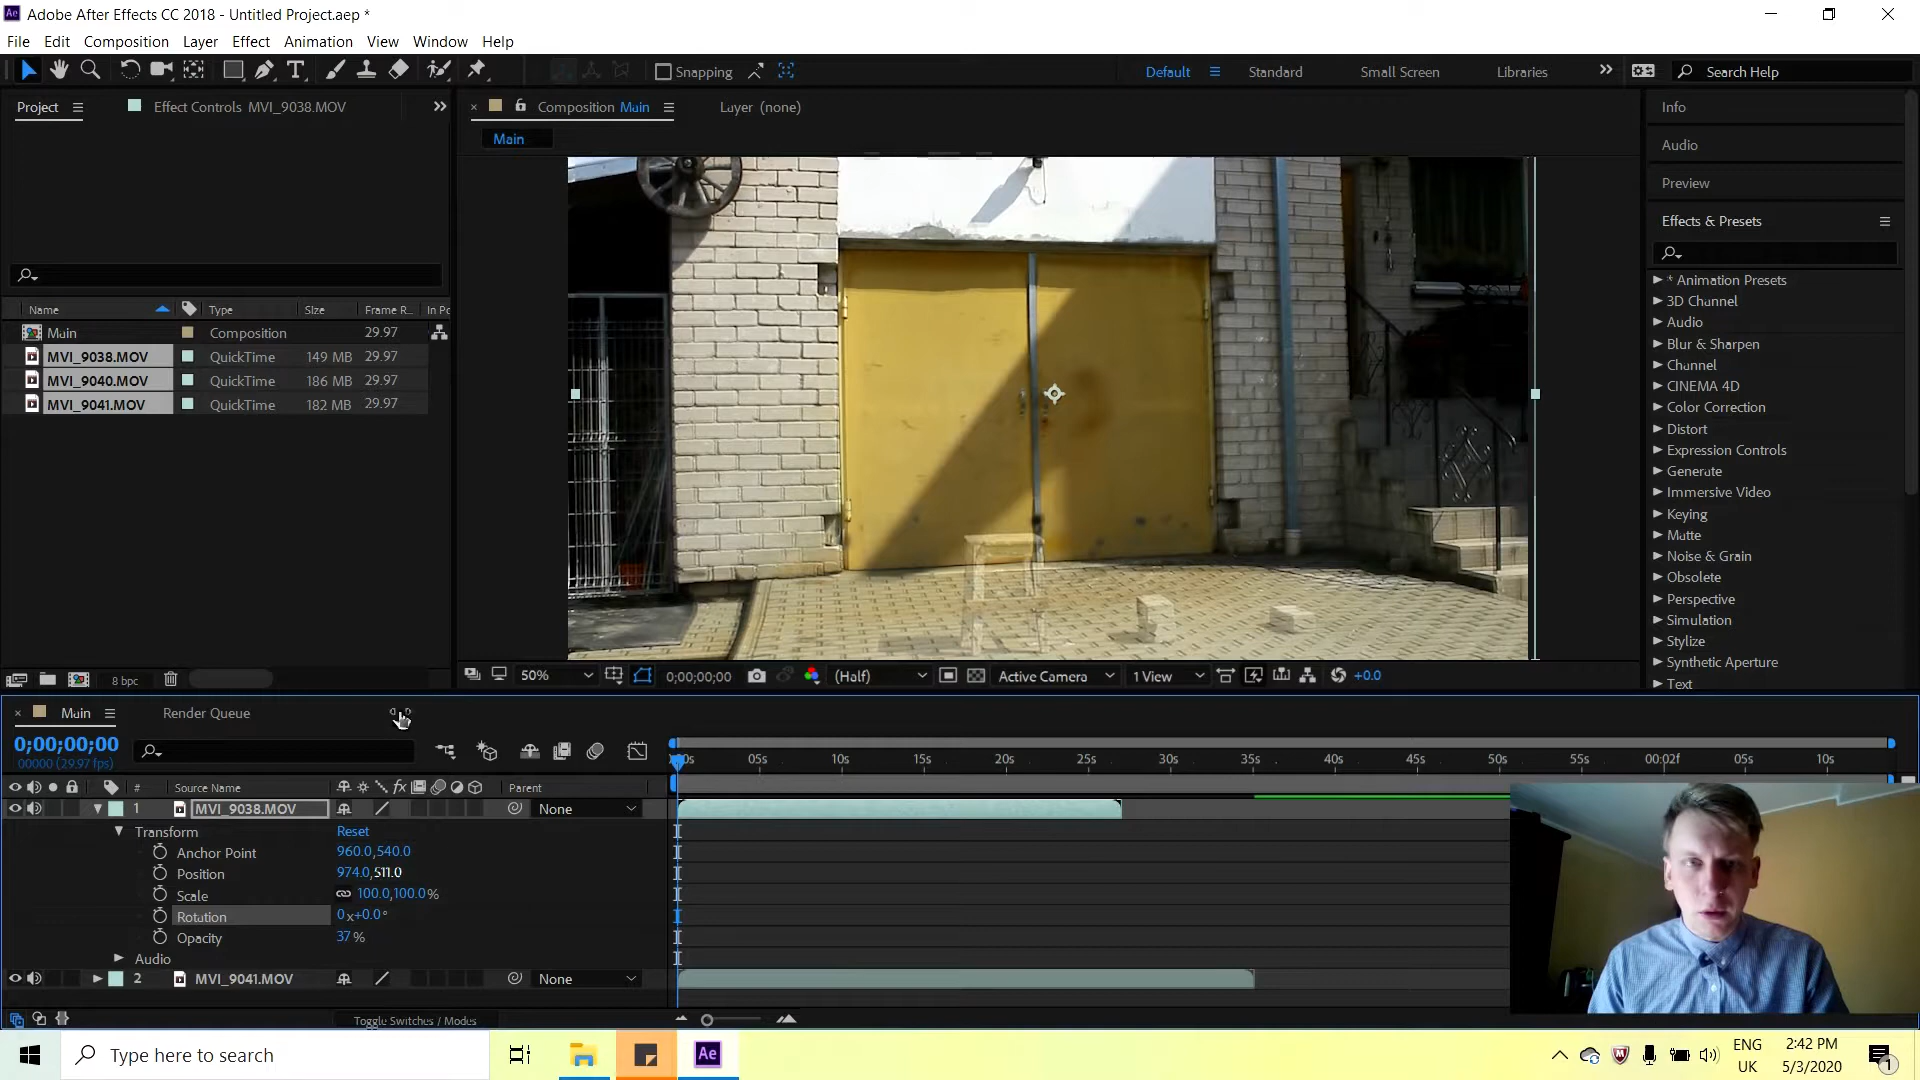 Adobe After Effects CC 2018 - Untitled Project.aep *
File Edit Composition Layer Effect Animation View Window Help
Snapping
Default Standard Small Screen Libraries Search Help
Project Effect Controls MVI_9038.MOV
Composition Main Layer (none)
Main
Info
Audio
Preview
Effects & Presets
* Animation Presets
3D Channel
Audio
Blur & Sharpen
Channel
CINEMA 4D
Color Correction
Distort
Expression Controls
Generate
Immersive Video
Keying
Matte
Noise & Grain
Obsolete
Perspective
Simulation
Stylize
Synthetic Aperture
Text
Name Type Size Frame R... In Po
Main Composition 29.97
MVI_9038.MOV QuickTime 149 MB 29.97
MVI_9040.MOV QuickTime 186 MB 29.97
MVI_9041.MOV QuickTime 182 MB 29.97
8 bpc
50% 0;00;00;00 (Half) Active Camera 1 View +0.0
Main Render Queue
0;00;00;00
00000 (29.97 fps)
05s 10s 15s 20s 25s 30s 35s 40s 45s 50s 55s 00:02f 05s 10s
# Source Name Parent
1 MVI_9038.MOV None
Transform Reset
Anchor Point 960.0,540.0
Position 974.0,511.0
Scale 100.0,100.0%
Rotation 0x+0.0°
Opacity 37%
Audio
2 MVI_9041.MOV None
Toggle Switches / Modes
Type here to search
ENG
UK
2:42 PM
5/3/2020
1